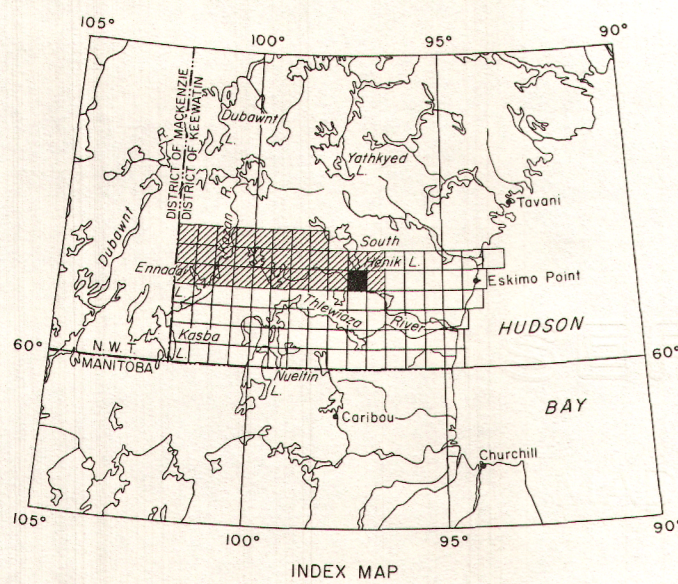 105°
100°
95°
90°
DISTRICT OF MACKENZIE
DISTRICT OF KEEWATIN
Dubawnt
L.
Yathkyed
L.
Tavani
Dubawnt
R.
Kazan
R.
South
Henik L.
Ennadai
L.
Eskimo Point
Thlewiaza
River
HUDSON
Kasba
L.
60°
N.W.T.
MANITOBA
60°
Nueltin
L.
BAY
Caribou
Churchill
105°
100°
95°
90°
INDEX MAP